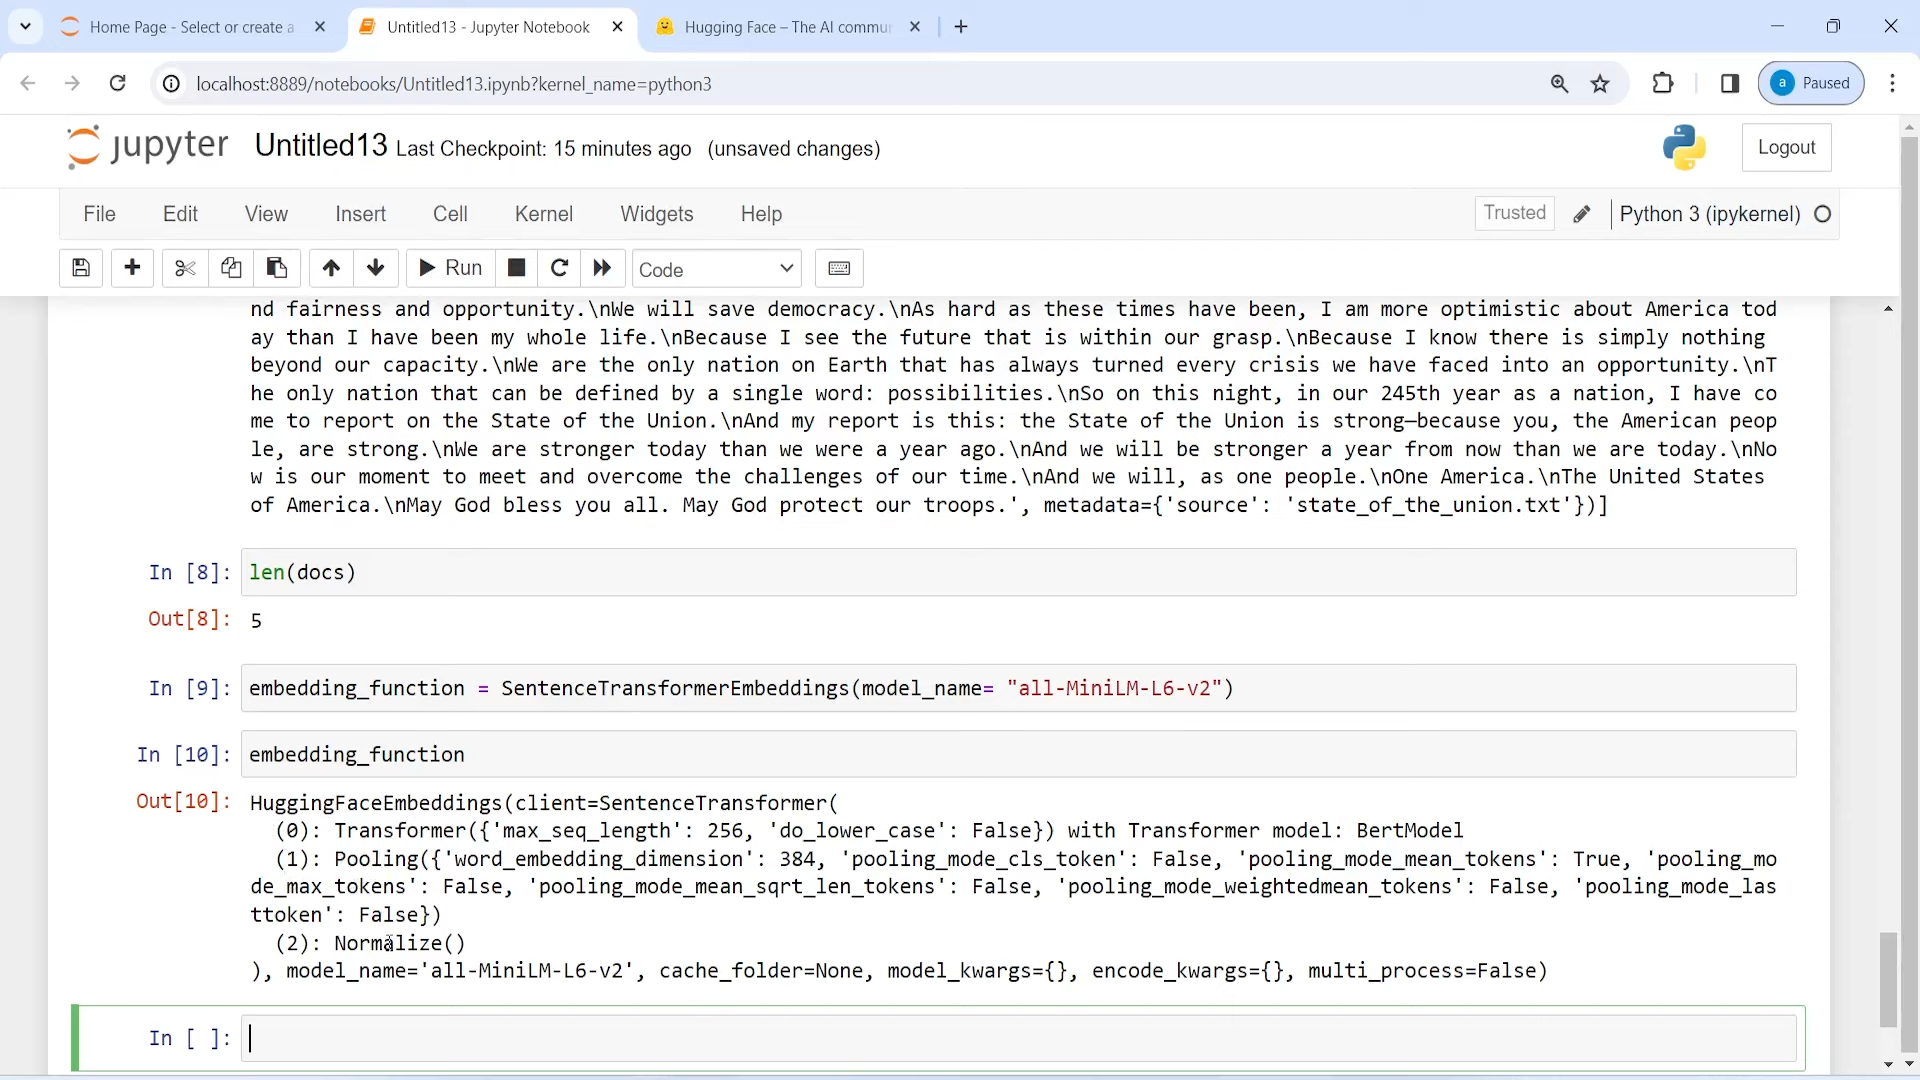 Home Page - Select or create a
Untitled13 - Jupyter Notebook
Hugging Face – The AI commun
localhost:8889/notebooks/Untitled13.ipynb?kernel_name=python3
a Paused
jupyter Untitled13 Last Checkpoint: 15 minutes ago (unsaved changes)
Logout
File Edit View Insert Cell Kernel Widgets Help
Trusted
Python 3 (ipykernel)
Run
Code
nd fairness and opportunity.\nWe will save democracy.\nAs hard as these times have been, I am more optimistic about America tod
ay than I have been my whole life.\nBecause I see the future that is within our grasp.\nBecause I know there is simply nothing
beyond our capacity.\nWe are the only nation on Earth that has always turned every crisis we have faced into an opportunity.\nT
he only nation that can be defined by a single word: possibilities.\nSo on this night, in our 245th year as a nation, I have co
me to report on the State of the Union.\nAnd my report is this: the State of the Union is strong—because you, the American peop
le, are strong.\nWe are stronger today than we were a year ago.\nAnd we will be stronger a year from now than we are today.\nNo
w is our moment to meet and overcome the challenges of our time.\nAnd we will, as one people.\nOne America.\nThe United States
of America.\nMay God bless you all. May God protect our troops.', metadata={'source': 'state_of_the_union.txt'})]
In [8]: len(docs)
Out[8]: 5
In [9]: embedding_function = SentenceTransformerEmbeddings(model_name= "all-MiniLM-L6-v2")
In [10]: embedding_function
Out[10]: HuggingFaceEmbeddings(client=SentenceTransformer(
(0): Transformer({'max_seq_length': 256, 'do_lower_case': False}) with Transformer model: BertModel
(1): Pooling({'word_embedding_dimension': 384, 'pooling_mode_cls_token': False, 'pooling_mode_mean_tokens': True, 'pooling_mo
de_max_tokens': False, 'pooling_mode_mean_sqrt_len_tokens': False, 'pooling_mode_weightedmean_tokens': False, 'pooling_mode_las
ttoken': False})
(2): Normalize()
), model_name='all-MiniLM-L6-v2', cache_folder=None, model_kwargs={}, encode_kwargs={}, multi_process=False)
In [ ]: